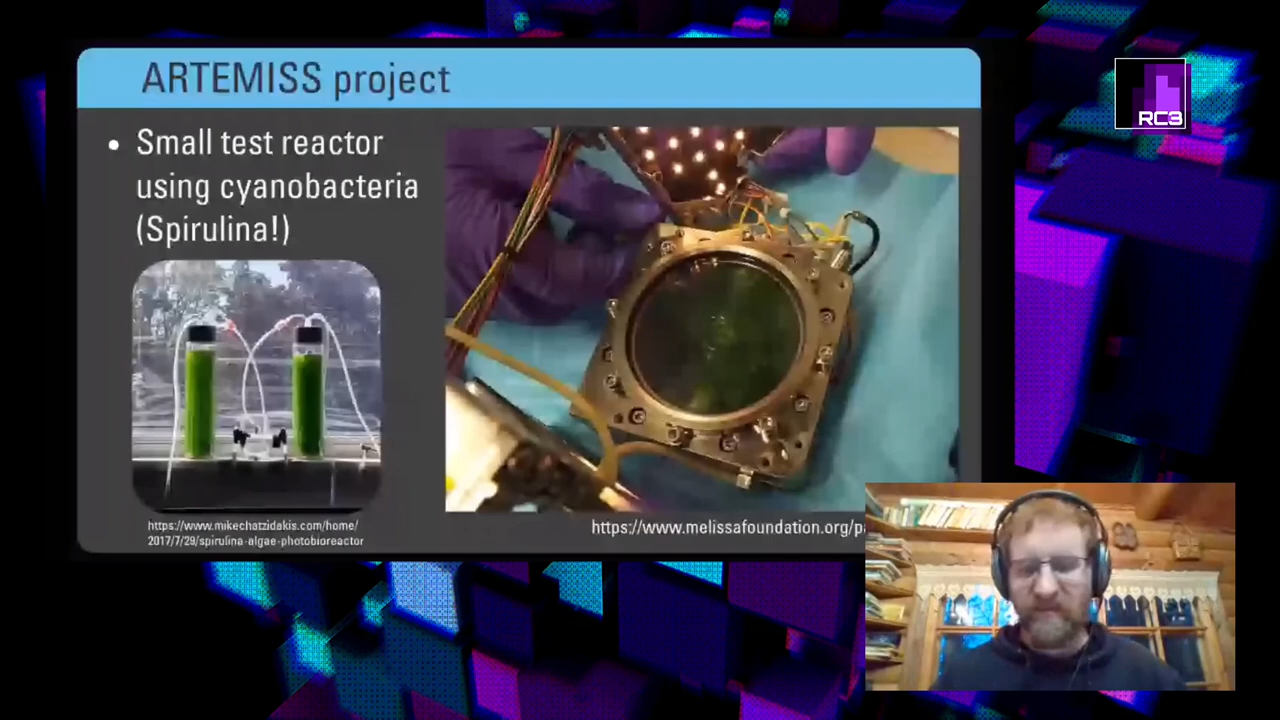 ARTEMISS project
• Small test reactor
using cyanobacteria
(Spirulina!)
https://www.mikechatzidakis.com/home/
2017/7/29/spirulina-algae-photobioreactor
https://www.melissafoundation.org/pa
RC3